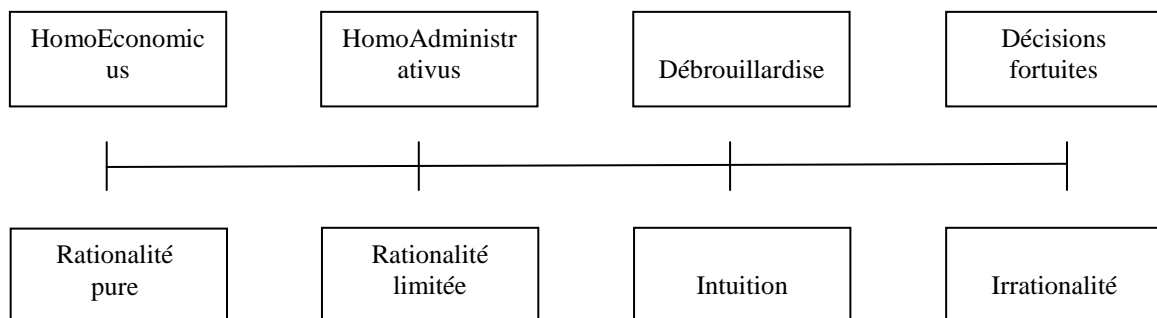 HomoEconomic
us
HomoAdministr
ativus
Débrouillardise
Décisions
fortuites
Rationalité
pure
Rationalité
limitée
Intuition
Irrationalité